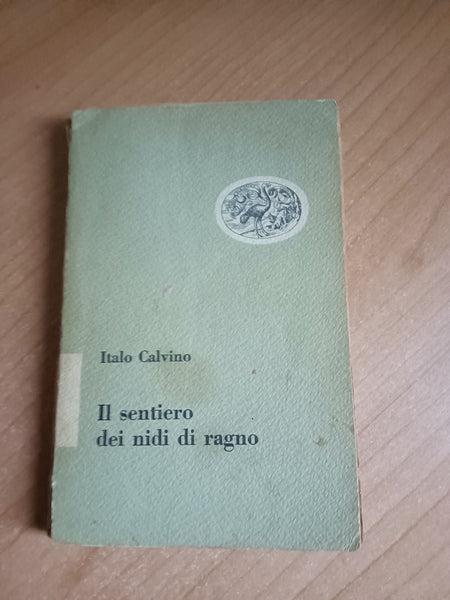 Italo Calvino
Il sentiero
dei nidi di ragno